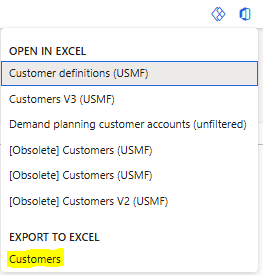 OPEN IN EXCEL
Customer definitions (USMF)
Customers V3 (USMF)
Demand planning customer accounts (unfiltered)
[Obsolete] Customers (USMF)
[Obsolete] Customers (USMF)
[Obsolete] Customers V2 (USMF)
EXPORT TO EXCEL
Customers